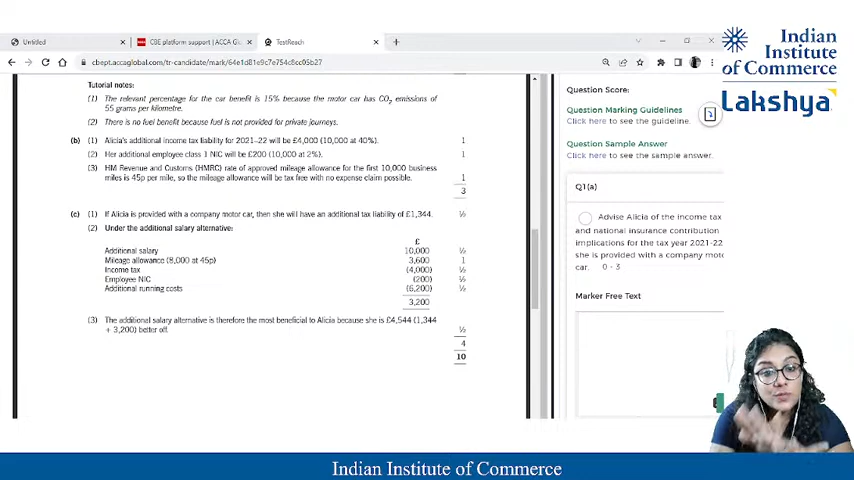 Untitled
CBE platform support | ACCA Gl
TestReach
cbept.accaglobal.com/tr-candidate/mark/64e1d81e9c7e754c8cc05b27
Indian
Institute
of Commerce
Lakshya
Tutorial notes:
(1) The relevant percentage for the car benefit is 15% because the motor car has CO2 emissions of
55 grams per kilometre.
(2) There is no fuel benefit because fuel is not provided for private journeys.
(b) (1) Alicia's additional income tax liability for 2021–22 will be £4,000 (10,000 at 40%). 1
(2) Her additional employee class 1 NIC will be £200 (10,000 at 2%). 1
(3) HM Revenue and Customs (HMRC) rate of approved mileage allowance for the first 10,000 business
miles is 45p per mile, so the mileage allowance will be tax free with no expense claim possible. 1
3
(c) (1) If Alicia is provided with a company motor car, then she will have an additional tax liability of £1,344. ½
(2) Under the additional salary alternative:
£
Additional salary 10,000 ½
Mileage allowance (8,000 at 45p) 3,600 1
Income tax (4,000) ½
Employee NIC (200) ½
Additional running costs (6,200) ½
3,200
(3) The additional salary alternative is therefore the most beneficial to Alicia because she is £4,544 (1,344
+ 3,200) better off. ½
4
10
Question Score:
Question Marking Guidelines
Click here to see the guideline.
Question Sample Answer
Click here to see the sample answer.
Q1(a)
Advise Alicia of the income tax
and national insurance contribution
implications for the tax year 2021-22
she is provided with a company moto
car. 0 - 3
Marker Free Text
Indian Institute of Commerce